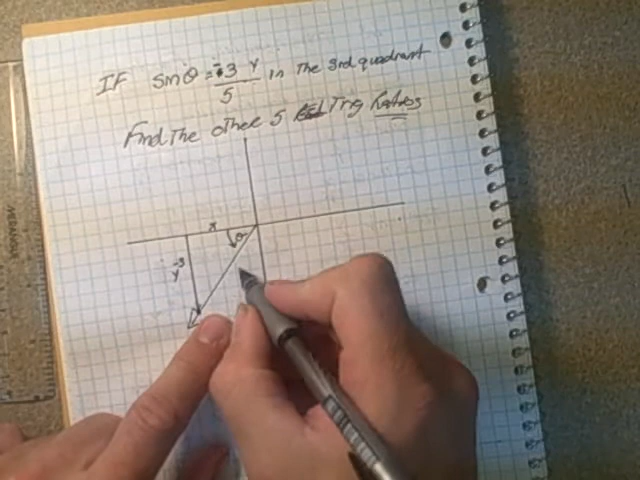 IF sinθ = -3 y in the 3rd quadrant
5
Find the other 5 Trig Ratios
x
θ
-3
y